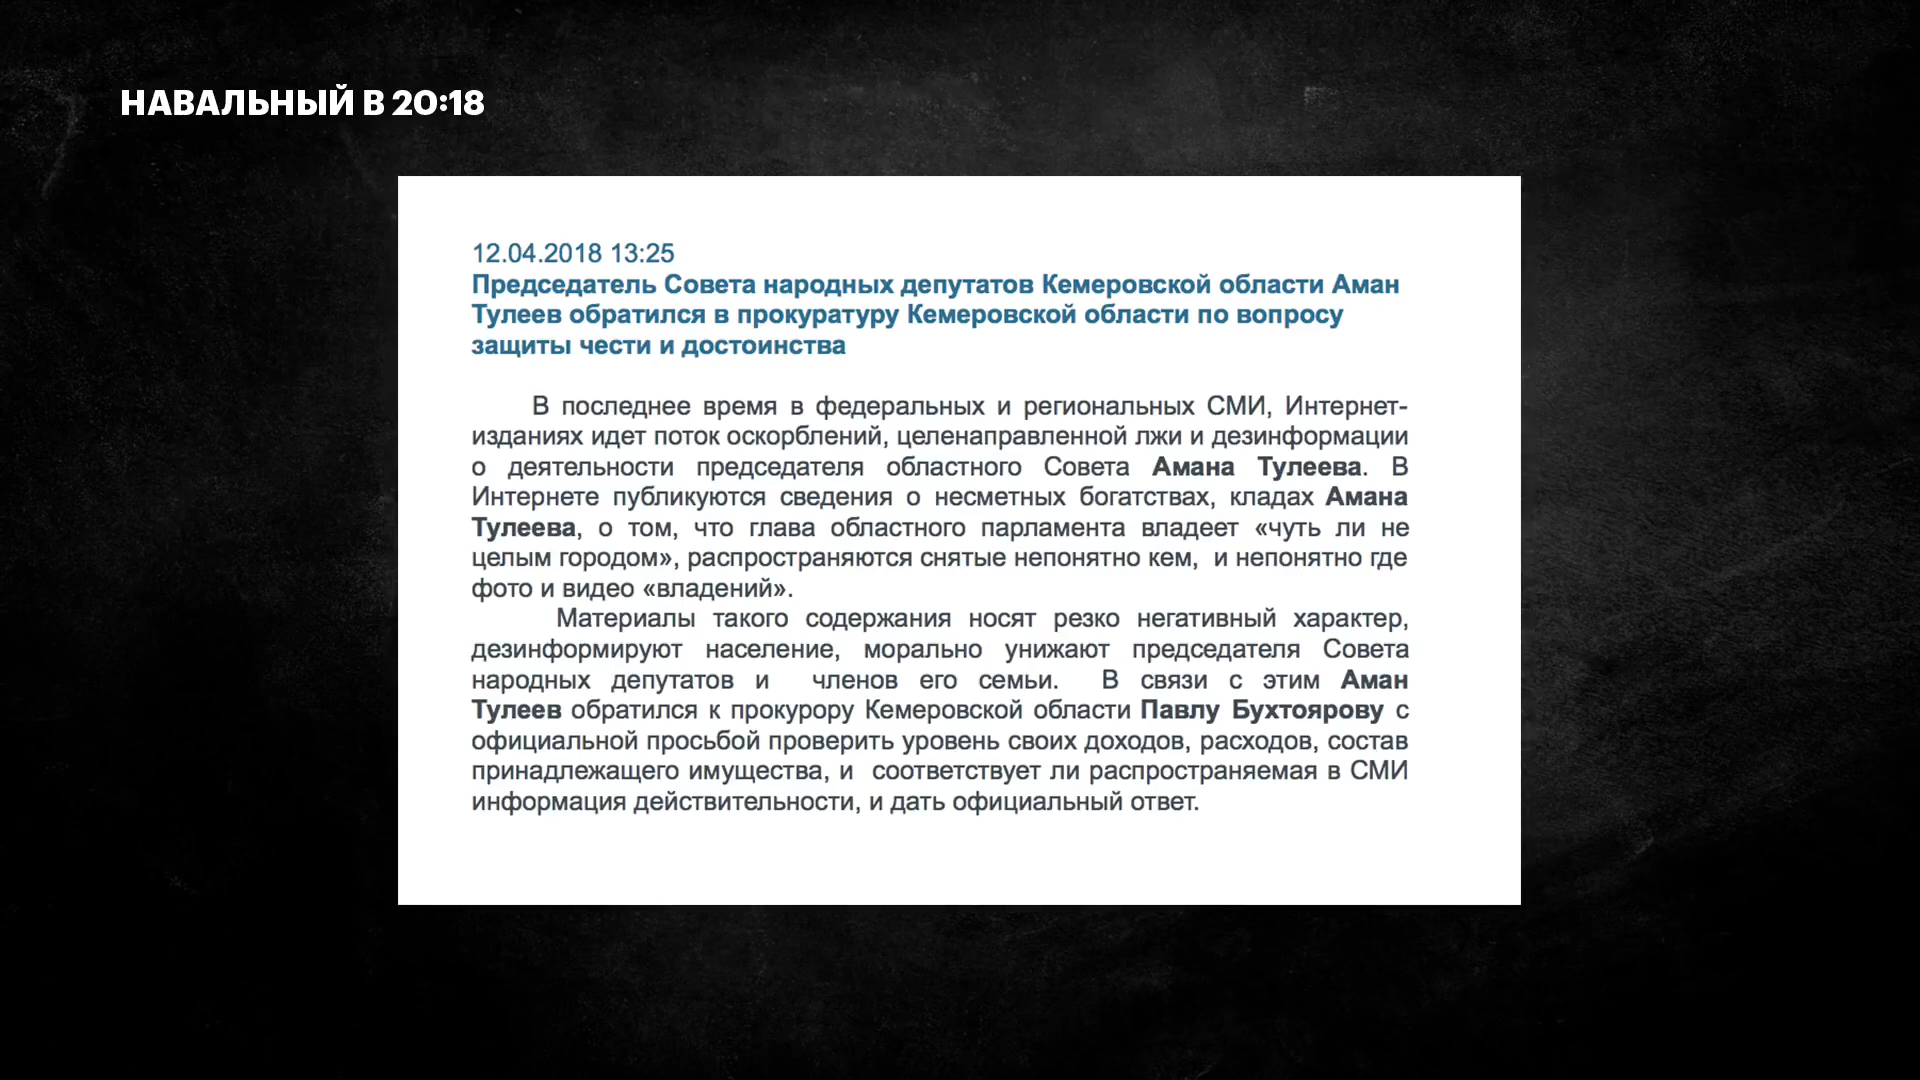 НАВАЛЬНЫЙ В 20:18
12.04.2018 13:25
Председатель Совета народных депутатов Кемеровской области Аман
Тулеев обратился в прокуратуру Кемеровской области по вопросу
защиты чести и достоинства
В последнее время в федеральных и региональных СМИ, Интернет-
изданиях идет поток оскорблений, целенаправленной лжи и дезинформации
о деятельности председателя областного Совета Амана Тулеева. В
Интернете публикуются сведения о несметных богатствах, кладах Амана
Тулеева, о том, что глава областного парламента владеет «чуть ли не
целым городом», распространяются снятые непонятно кем, и непонятно где
фото и видео «владений».
Материалы такого содержания носят резко негативный характер,
дезинформируют население, морально унижают председателя Совета
народных депутатов и членов его семьи. В связи с этим Аман
Тулеев обратился к прокурору Кемеровской области Павлу Бухтоярову с
официальной просьбой проверить уровень своих доходов, расходов, состав
принадлежащего имущества, и соответствует ли распространяемая в СМИ
информация действительности, и дать официальный ответ.